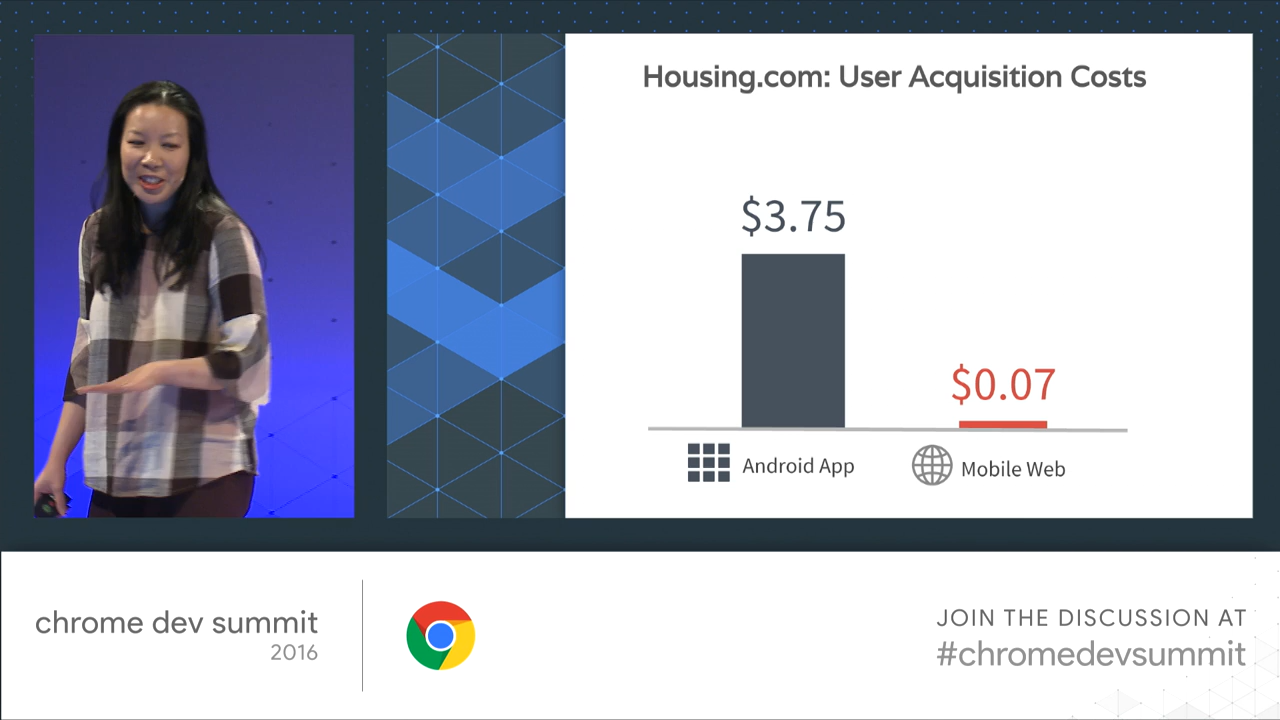 Housing.com: User Acquisition Costs
$3.75
$0.07
Android App
Mobile Web
chrome dev summit
2016
JOIN THE DISCUSSION AT
#chromedevsummit